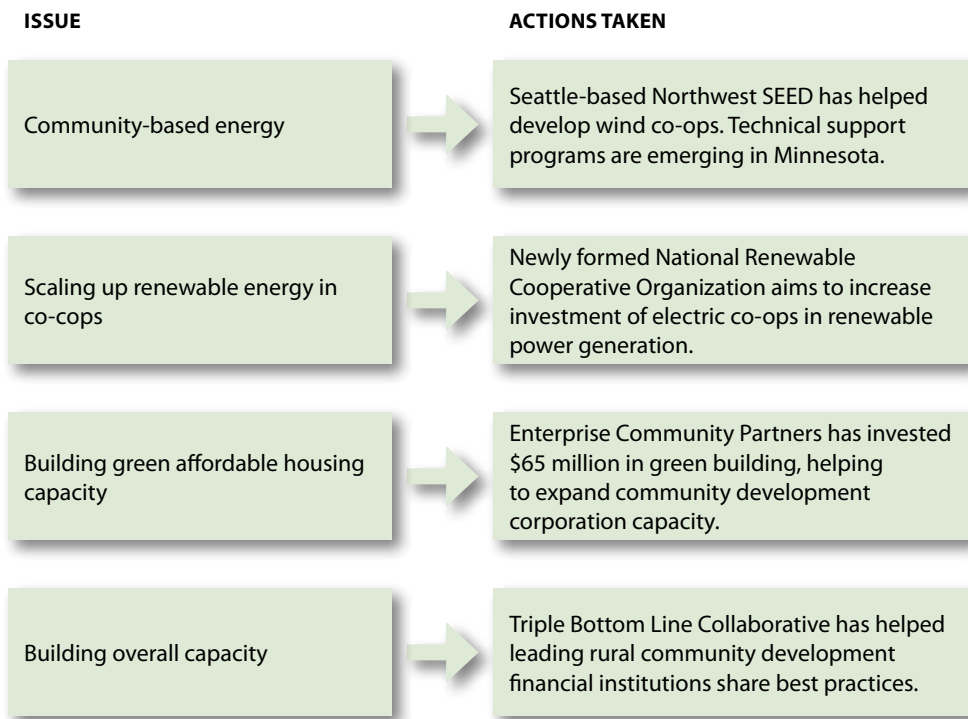 ISSUE
ACTIONS TAKEN
Community-based energy
Seattle-based Northwest SEED has helped
develop wind co-ops. Technical support
programs are emerging in Minnesota.
Scaling up renewable energy in
co-cops
Newly formed National Renewable
Cooperative Organization aims to increase
investment of electric co-ops in renewable
power generation.
Building green affordable housing
capacity
Enterprise Community Partners has invested
$65 million in green building, helping
to expand community development
corporation capacity.
Building overall capacity
Triple Bottom Line Collaborative has helped
leading rural community development
financial institutions share best practices.